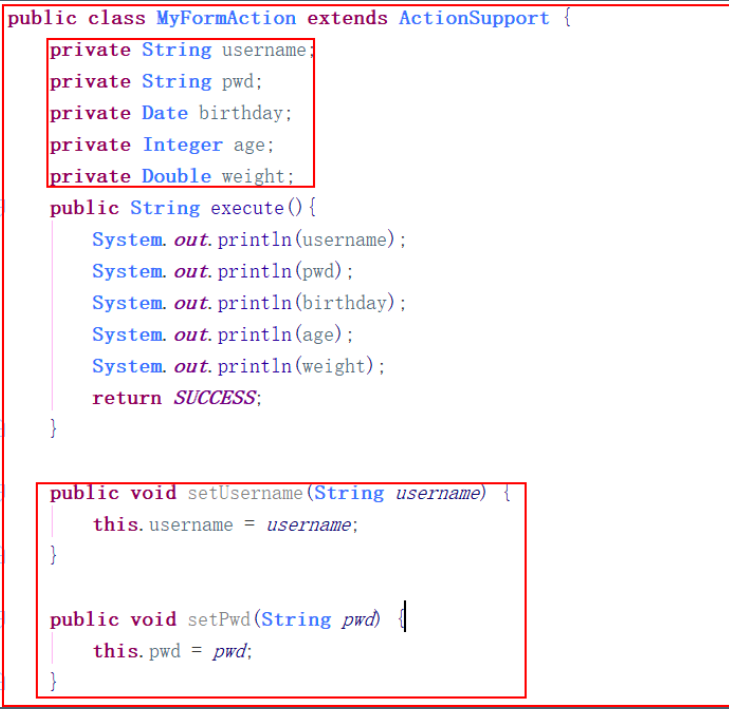 public class MyFormAction extends ActionSupport {
private String username;
private String pwd;
private Date birthday;
private Integer age;
private Double weight;
public String execute(){
System.out.println(username);
System.out.println(pwd);
System.out.println(birthday);
System.out.println(age);
System.out.println(weight);
return SUCCESS;
}
public void setUsername(String username) {
this.username = username;
}
public void setPwd(String pwd) {
this.pwd = pwd;
}